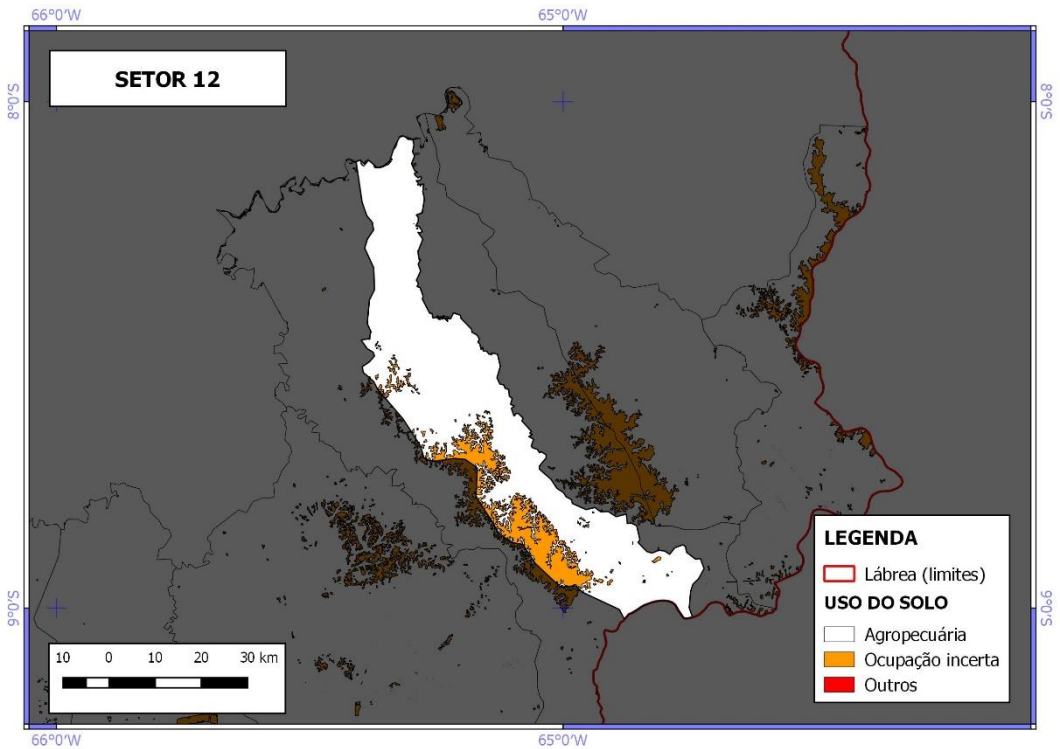 66°0'W 65°0'W
SETOR 12
8°0'S 8°0'S
9°0'S 9°0'S
LEGENDA
Lábrea (limites)
USO DO SOLO
Agropecuária
Ocupação incerta
Outros
10 0 10 20 30 km
66°0'W 65°0'W